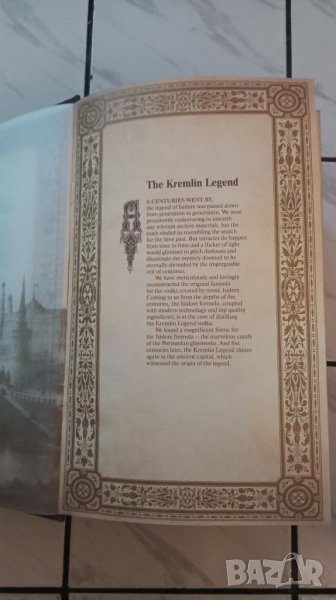 The Kremlin Legend
AS CENTURIES WENT BY,
the legend of Isidore was passed down
from generation to generation. We were
persistently endeavoring to unearth
any relevant archive materials, but the
truth eluded us resembling the search
for the time past. But miracles do happen
from time to time and a flicker of light
would glimmer in pitch darkness and
illuminate the mystery doomed to be
eternally shrouded by the impregnable
veil of centuries.
We have meticulously and lovingly
reconstructed the original formula
for the vodka created by monk Isidore.
Coming to us from the depths of the
centuries, the Isidore formula, coupled
with modern technology and top quality
ingredients, is at the core of distilling
the Kremlin Legend vodka.
We found a magnificent frame for
the Isidore formula – the marvelous carafe
of the Potyomkin glassworks. And five
centuries later, the Kremlin Legend shines
again in the ancient capital, which
witnessed the origin of the legend.
BAZAR